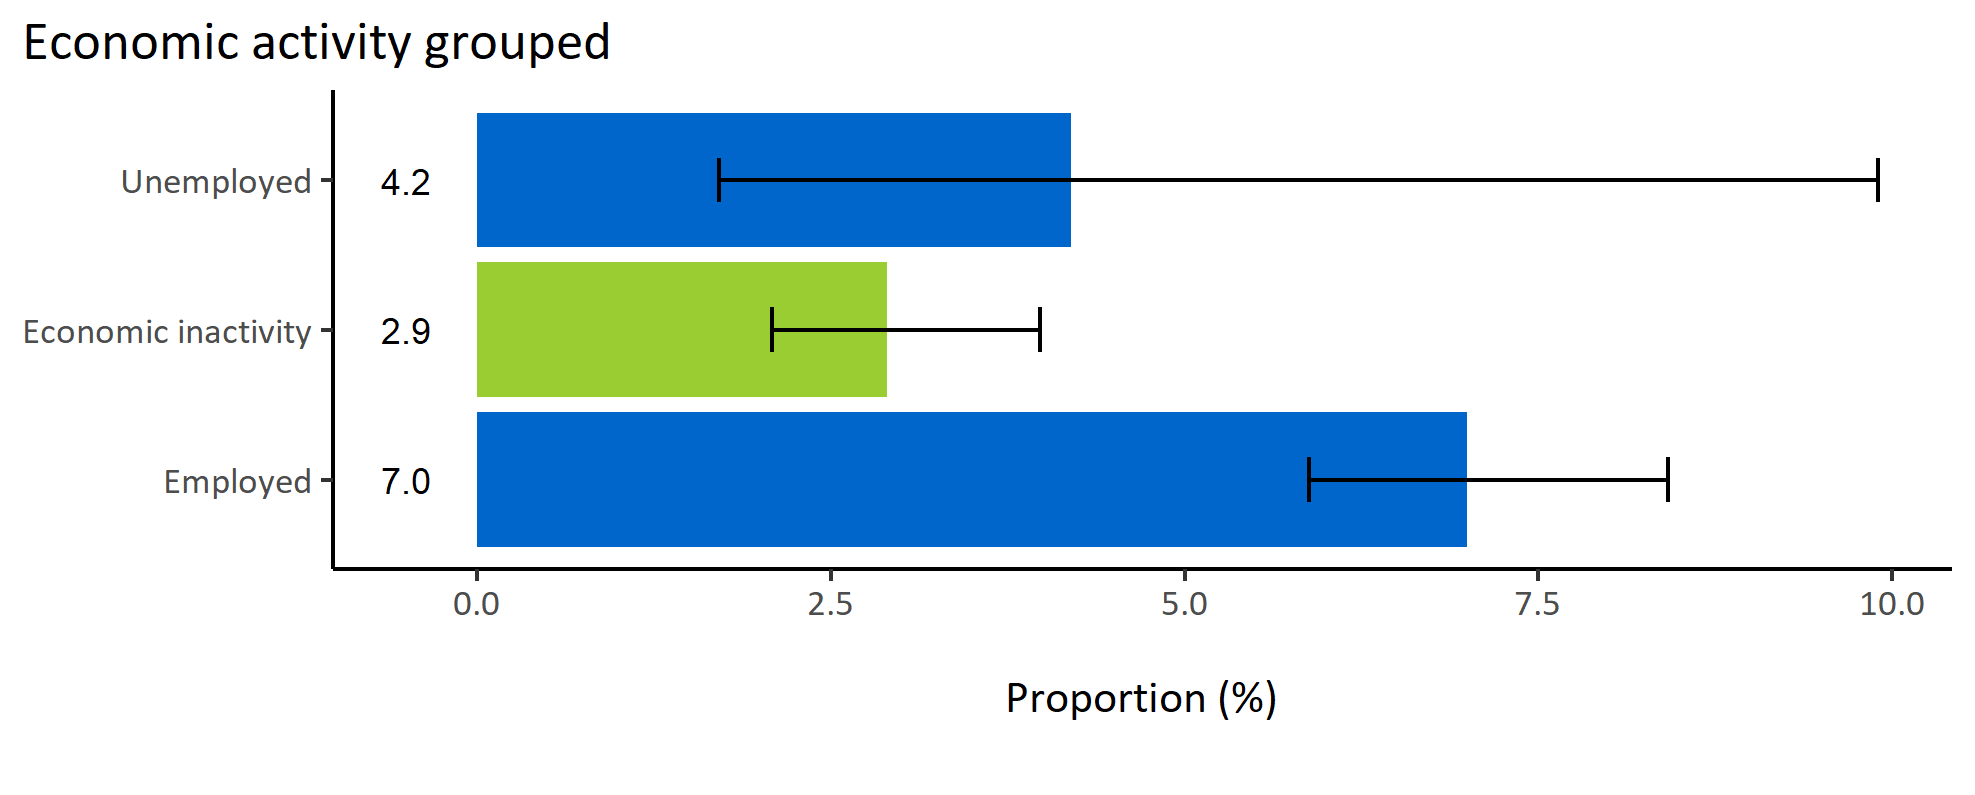 Economic activity grouped
Unemployed 4.2
Economic inactivity 2.9
Employed 7.0
0.0 2.5 5.0 7.5 10.0
Proportion (%)